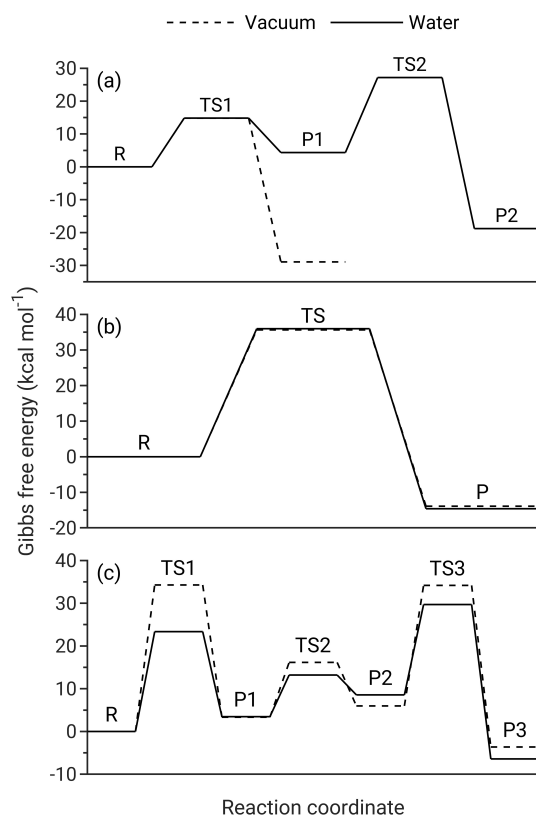 Vacuum Water
(a)
30
20
10
0
-10
-20
-30
R
TS1
P1
TS2
P2
Gibbs free energy (kcal mol⁻¹)
(b)
40
30
20
10
0
-10
-20
R
TS
P
(c)
40
30
20
10
0
-10
R
TS1
P1
TS2
P2
TS3
P3
Reaction coordinate